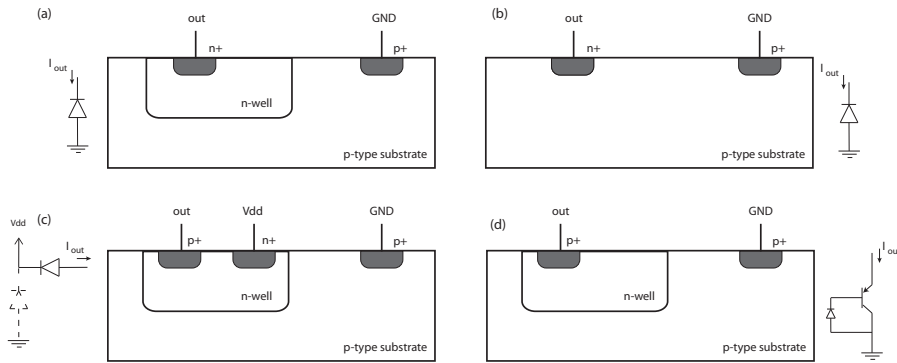 (a)
out
GND
n+
p+
I out
n-well
p-type substrate
(b)
out
GND
n+
p+
I out
p-type substrate
(c)
out
Vdd
GND
Vdd
p+
n+
p+
I out
n-well
p-type substrate
(d)
out
GND
p+
p+
I ou
n-well
p-type substrate